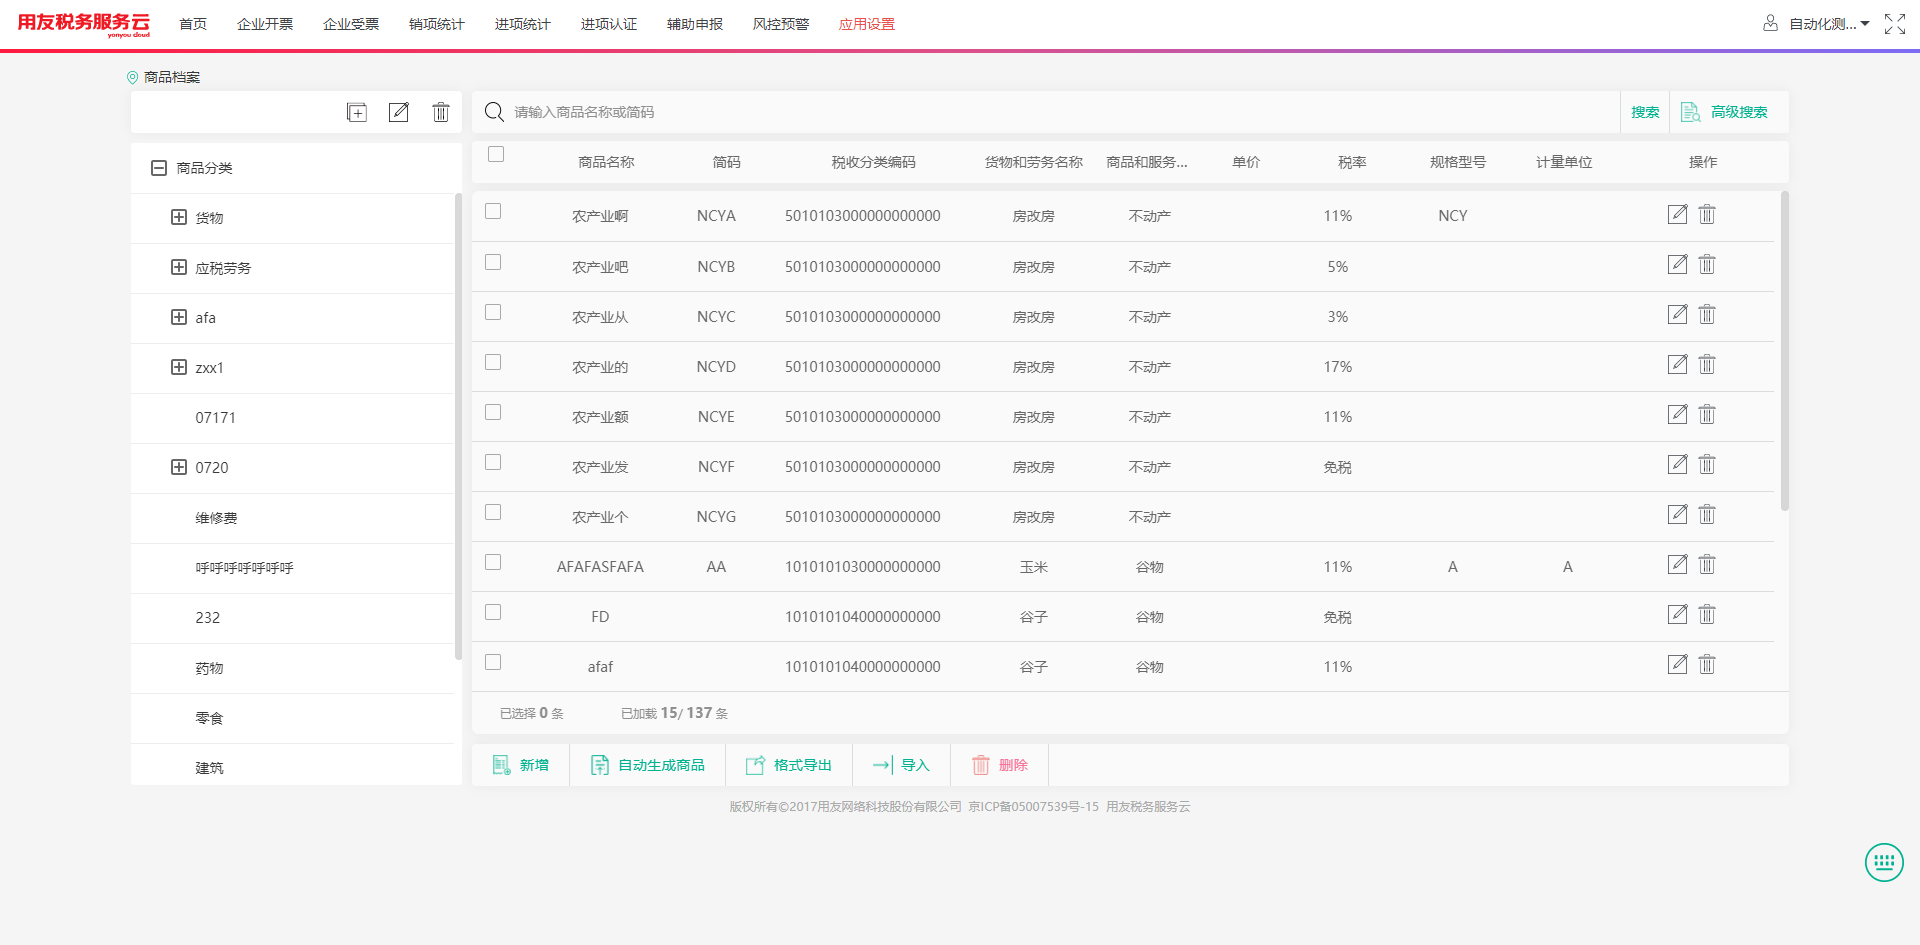 用友税务服务云
yonyou cloud
首页 企业开票 企业受票 销项统计 进项统计 进项认证 辅助申报 风控预警 应用设置 自动化测...
商品档案
请输入商品名称或简码 搜索 高级搜索
商品分类
货物
应税劳务
afa
zxx1
07171
0720
维修费
呼呼呼呼呼呼呼
232
药物
零食
建筑
商品名称 简码 税收分类编码 货物和劳务名称 商品和服务... 单价 税率 规格型号 计量单位 操作
农产业啊 NCYA 5010103000000000000 房改房 不动产 11% NCY
农产业吧 NCYB 5010103000000000000 房改房 不动产 5%
农产业从 NCYC 5010103000000000000 房改房 不动产 3%
农产业的 NCYD 5010103000000000000 房改房 不动产 17%
农产业额 NCYE 5010103000000000000 房改房 不动产 11%
农产业发 NCYF 5010103000000000000 房改房 不动产 免税
农产业个 NCYG 5010103000000000000 房改房 不动产
AFAFASFAFA AA 1010101030000000000 玉米 谷物 11% A A
FD 1010101040000000000 谷子 谷物 免税
afaf 1010101040000000000 谷子 谷物 11%
已选择 0 条 已加载 15/ 137 条
新增 自动生成商品 格式导出 导入 删除
版权所有©2017用友网络科技股份有限公司 京ICP备05007539号-15 用友税务服务云